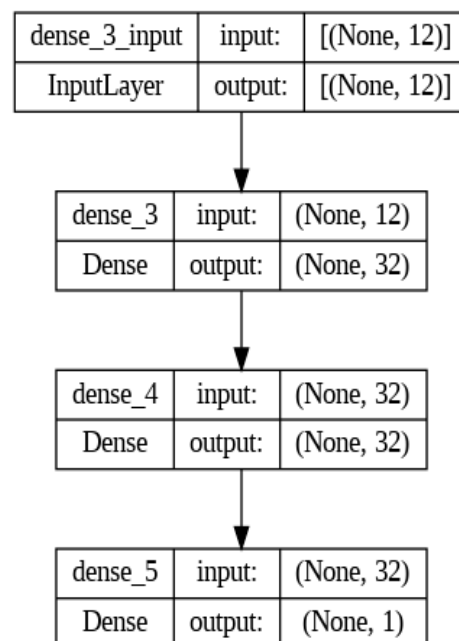 dense_3_input input: [(None, 12)]
InputLayer output: [(None, 12)]
dense_3 input: (None, 12)
Dense output: (None, 32)
dense_4 input: (None, 32)
Dense output: (None, 32)
dense_5 input: (None, 32)
Dense output: (None, 1)